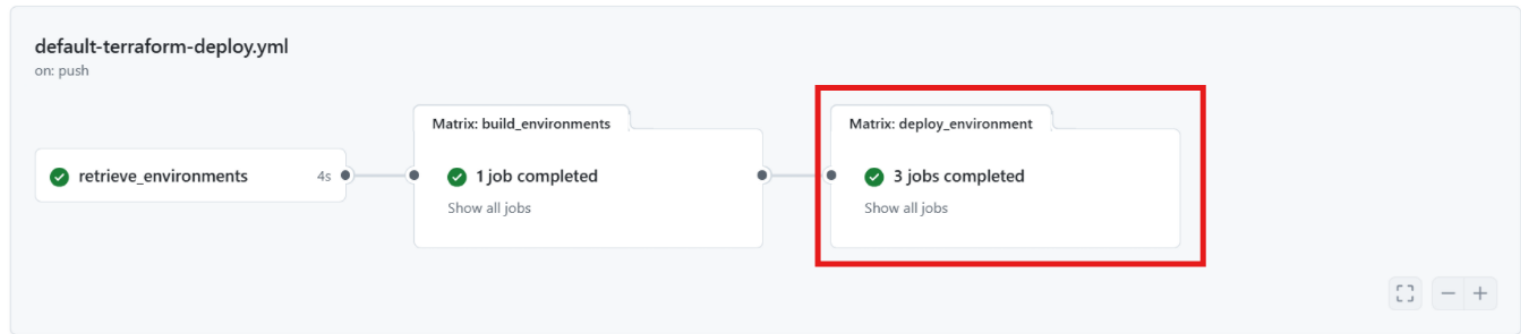 default-terraform-deploy.yml
on: push
retrieve_environments 4s
Matrix: build_environments
1 job completed
Show all jobs
Matrix: deploy_environment
3 jobs completed
Show all jobs